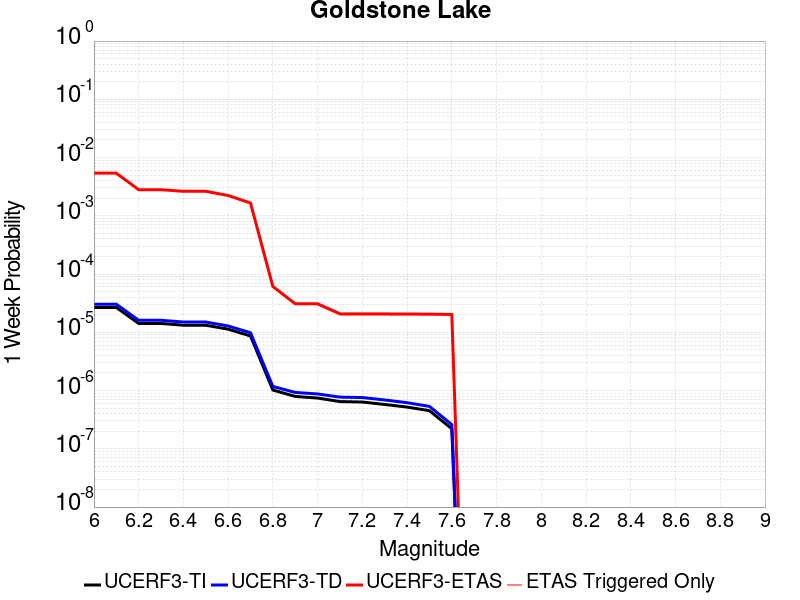 Goldstone Lake
10^0
10^-1
10^-2
10^-3
10^-4
10^-5
10^-6
10^-7
10^-8
1 Week Probability
6 6.2 6.4 6.6 6.8 7 7.2 7.4 7.6 7.8 8 8.2 8.4 8.6 8.8 9
Magnitude
UCERF3-TI UCERF3-TD UCERF3-ETAS ETAS Triggered Only